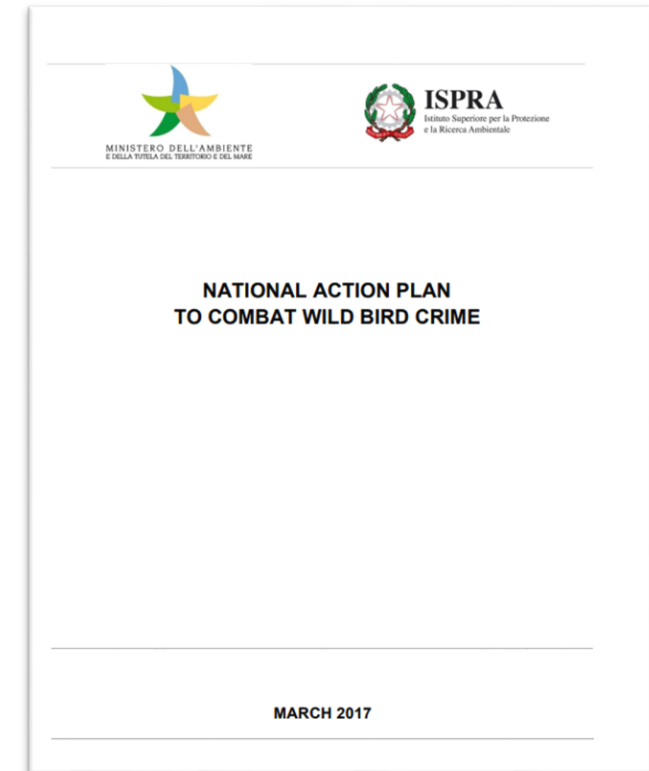 MINISTERO DELL'AMBIENTE
E DELLA TUTELA DEL TERRITORIO E DEL MARE
ISPRA
Istituto Superiore per la Protezione
e la Ricerca Ambientale
NATIONAL ACTION PLAN
TO COMBAT WILD BIRD CRIME
MARCH 2017